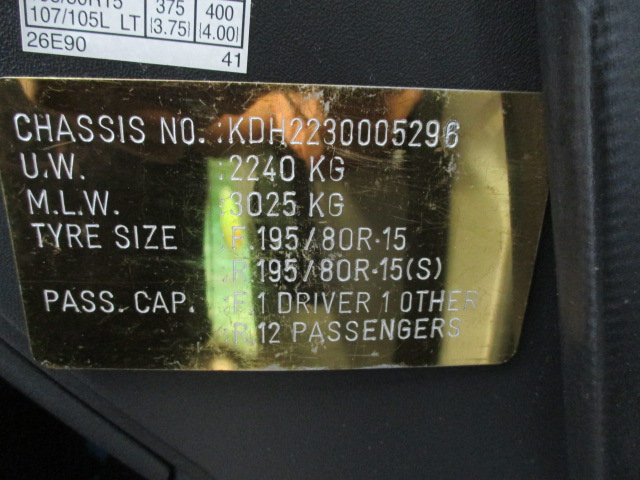 /80R15 375 400
107/105L LT (3.75) (4.00)
26E90 41
CHASSIS NO. :KDH2230005296
U.W. :2240 KG
M.L.W. :3025 KG
TYRE SIZE :F.195/80R-15
:R.195/80R-15(S)
PASS. CAP. :F.1 DRIVER 1 OTHER
:R.12 PASSENGERS